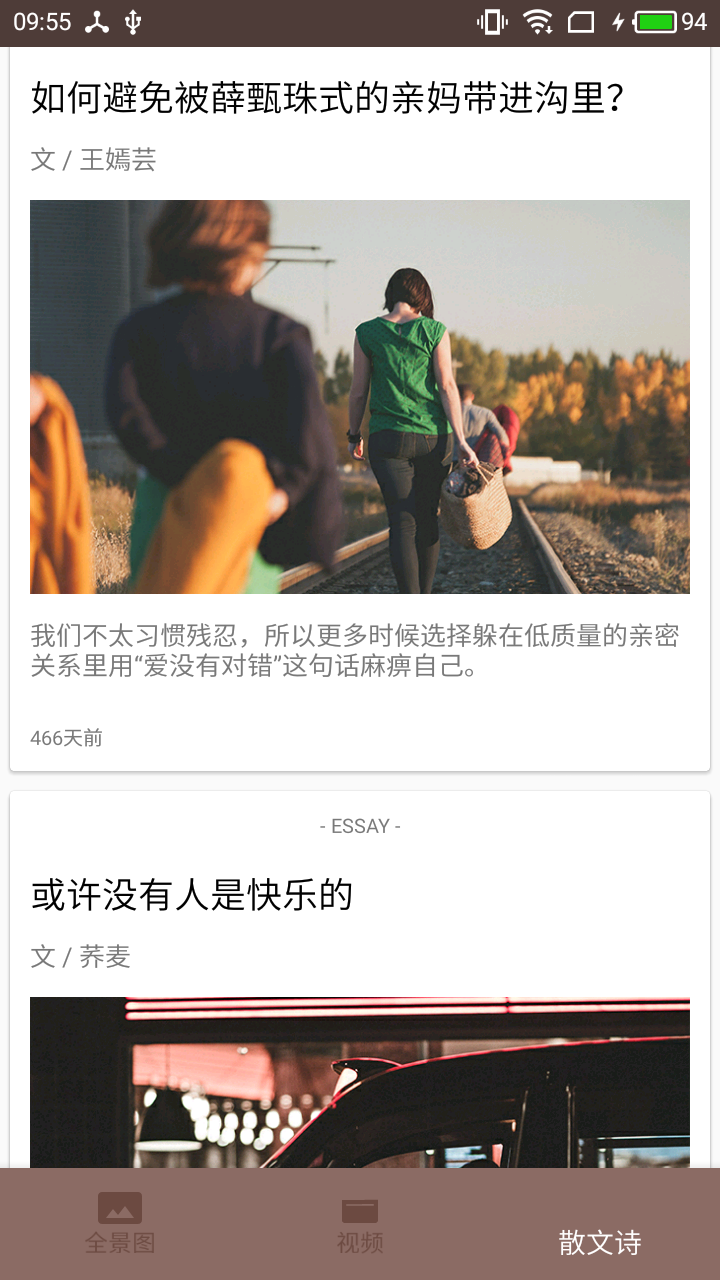 09:55
94
如何避免被薛甄珠式的亲妈带进沟里？
文 / 王嫣芸
我们不太习惯残忍，所以更多时候选择躲在低质量的亲密
关系里用“爱没有对错”这句话麻痹自己。
466天前
- ESSAY -
或许没有人是快乐的
文 / 荞麦
全景图
视频
散文诗